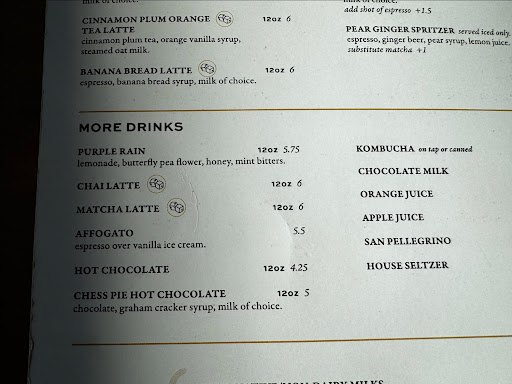 milk of choice.
CINNAMON PLUM ORANGE 12oz 6
TEA LATTE
cinnamon plum tea, orange vanilla syrup,
steamed oat milk.
BANANA BREAD LATTE 12oz 6
espresso, banana bread syrup, milk of choice.
add shot of espresso +1.5
PEAR GINGER SPRITZER served iced only.
espresso, ginger beer, pear syrup, lemon juice.
substitute matcha +1
MORE DRINKS
PURPLE RAIN 12oz 5.75
lemonade, butterfly pea flower, honey, mint bitters.
CHAI LATTE 12oz 6
MATCHA LATTE 12oz 6
AFFOGATO 5.5
espresso over vanilla ice cream.
HOT CHOCOLATE 12oz 4.25
CHESS PIE HOT CHOCOLATE 12oz 5
chocolate, graham cracker syrup, milk of choice.
KOMBUCHA on tap or canned
CHOCOLATE MILK
ORANGE JUICE
APPLE JUICE
SAN PELLEGRINO
HOUSE SELTZER
DAIRY MILKS